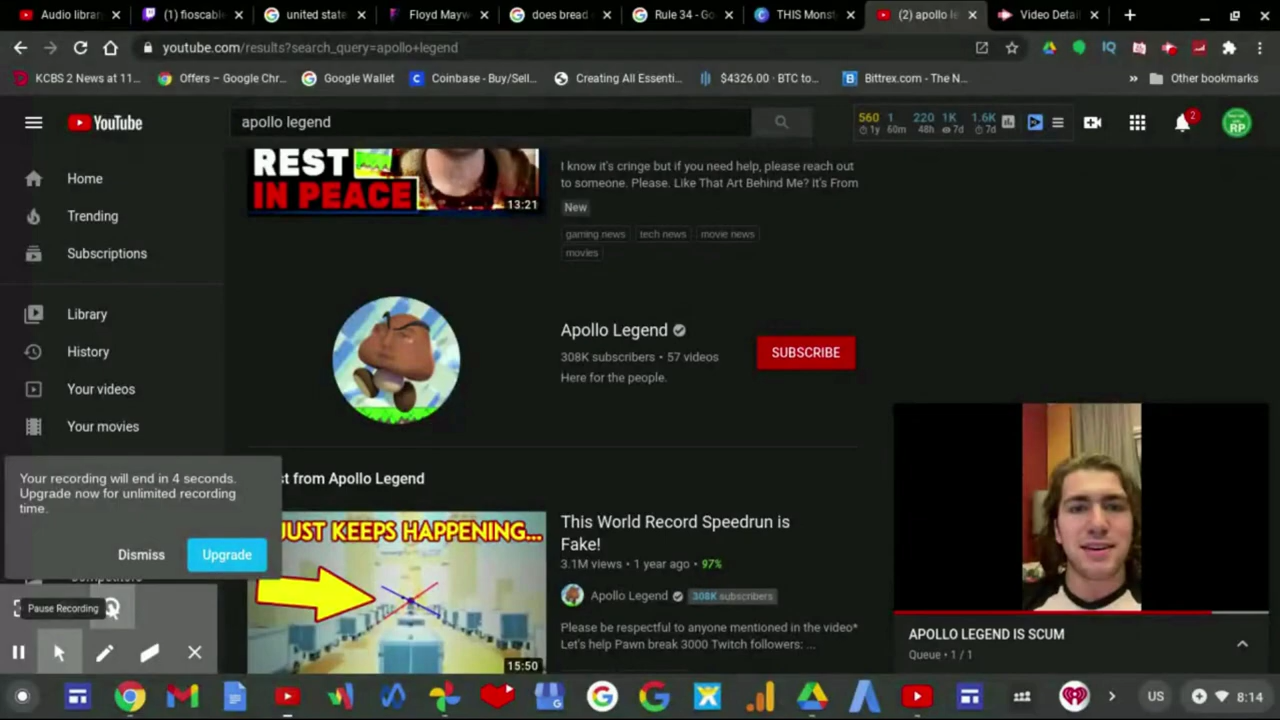 Audio library
(1) fioscable
united state
Floyd Mayw
does bread
Rule 34 - Go
THIS Monst
(2) apollo le
Video Detai
youtube.com/results?search_query=apollo+legend
KCBS 2 News at 11...
Offers – Google Chr...
Google Wallet
Coinbase - Buy/Sell...
Creating All Essenti...
$4326.00 · BTC to...
Bittrex.com - The N...
»
Other bookmarks
YouTube
apollo legend
560 1 220 1K 1.6K
1y 60m 48h 7d 7d
2
RP
Home
Trending
Subscriptions
Library
History
Your videos
Your movies
REST
IN PEACE
13:21
I know it's cringe but if you need help, please reach out
to someone. Please. Like That Art Behind Me? It's From
New
gaming news
tech news
movie news
movies
Apollo Legend
308K subscribers • 57 videos
Here for the people.
SUBSCRIBE
Your recording will end in 4 seconds.
Upgrade now for unlimited recording
time.
Dismiss
Upgrade
Pause Recording
st from Apollo Legend
JUST KEEPS HAPPENING...
15:50
This World Record Speedrun is
Fake!
3.1M views • 1 year ago • 97%
Apollo Legend
308K subscribers
Please be respectful to anyone mentioned in the video*
Let's help Pawn break 3000 Twitch followers: ...
APOLLO LEGEND IS SCUM
Queue • 1 / 1
US
8:14